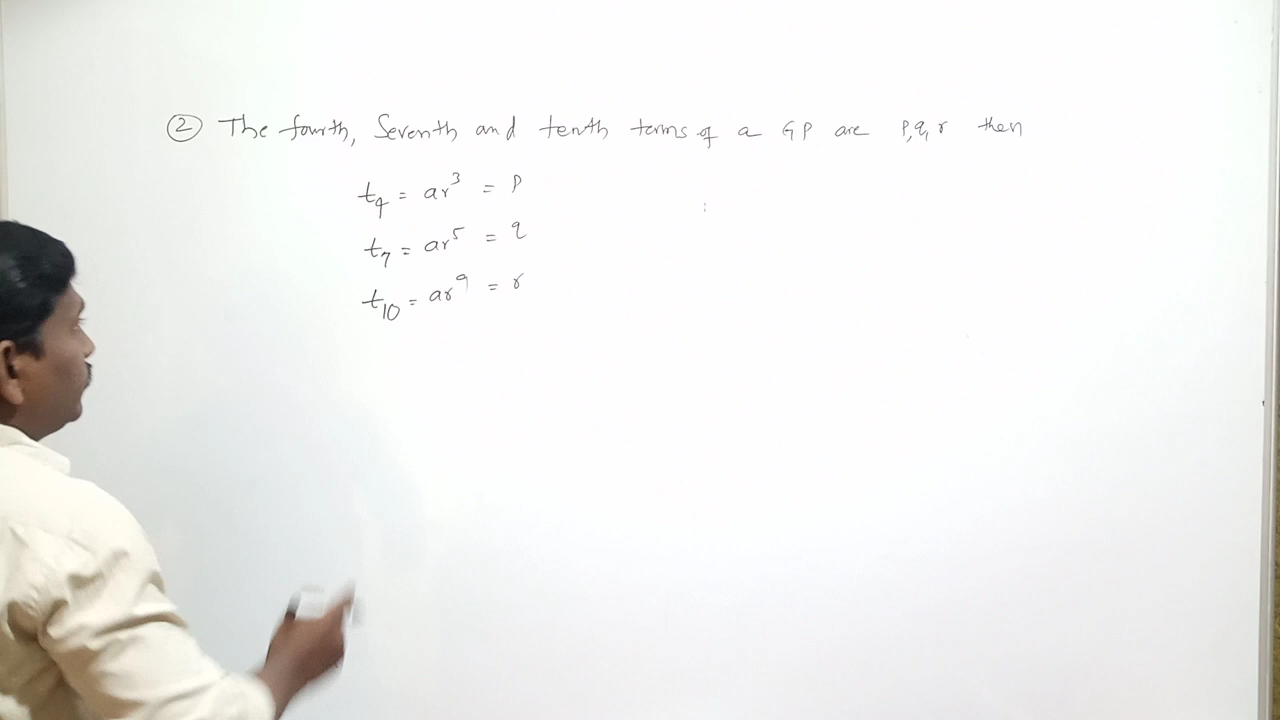 ② The fourth, Seventh and tenth terms of a GP are p,q,r then
t₄ = ar³ = p
t₇ = ar⁵ = q
t₁₀ = ar⁹ = r